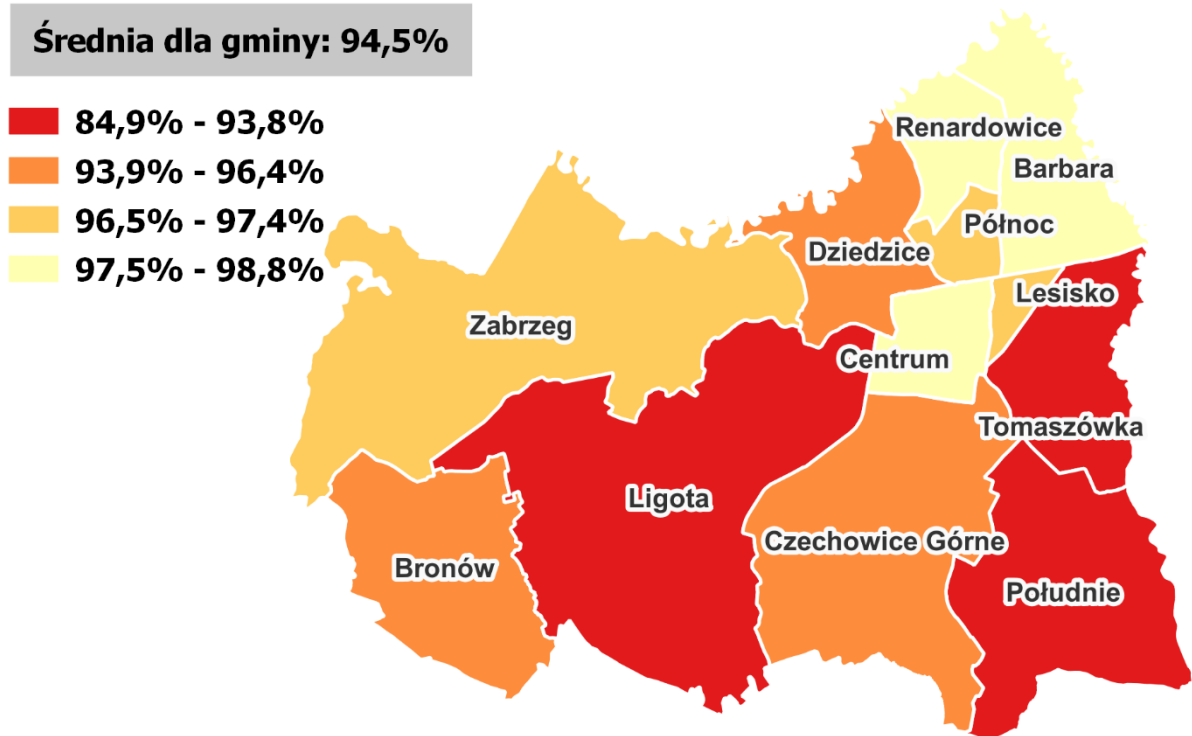 Średnia dla gminy: 94,5%
84,9% - 93,8%
93,9% - 96,4%
96,5% - 97,4%
97,5% - 98,8%
Renardowice
Barbara
Północ
Dziedzice
Lesisko
Zabrzeg
Centrum
Tomaszówka
Ligota
Czechowice Górne
Bronów
Południe